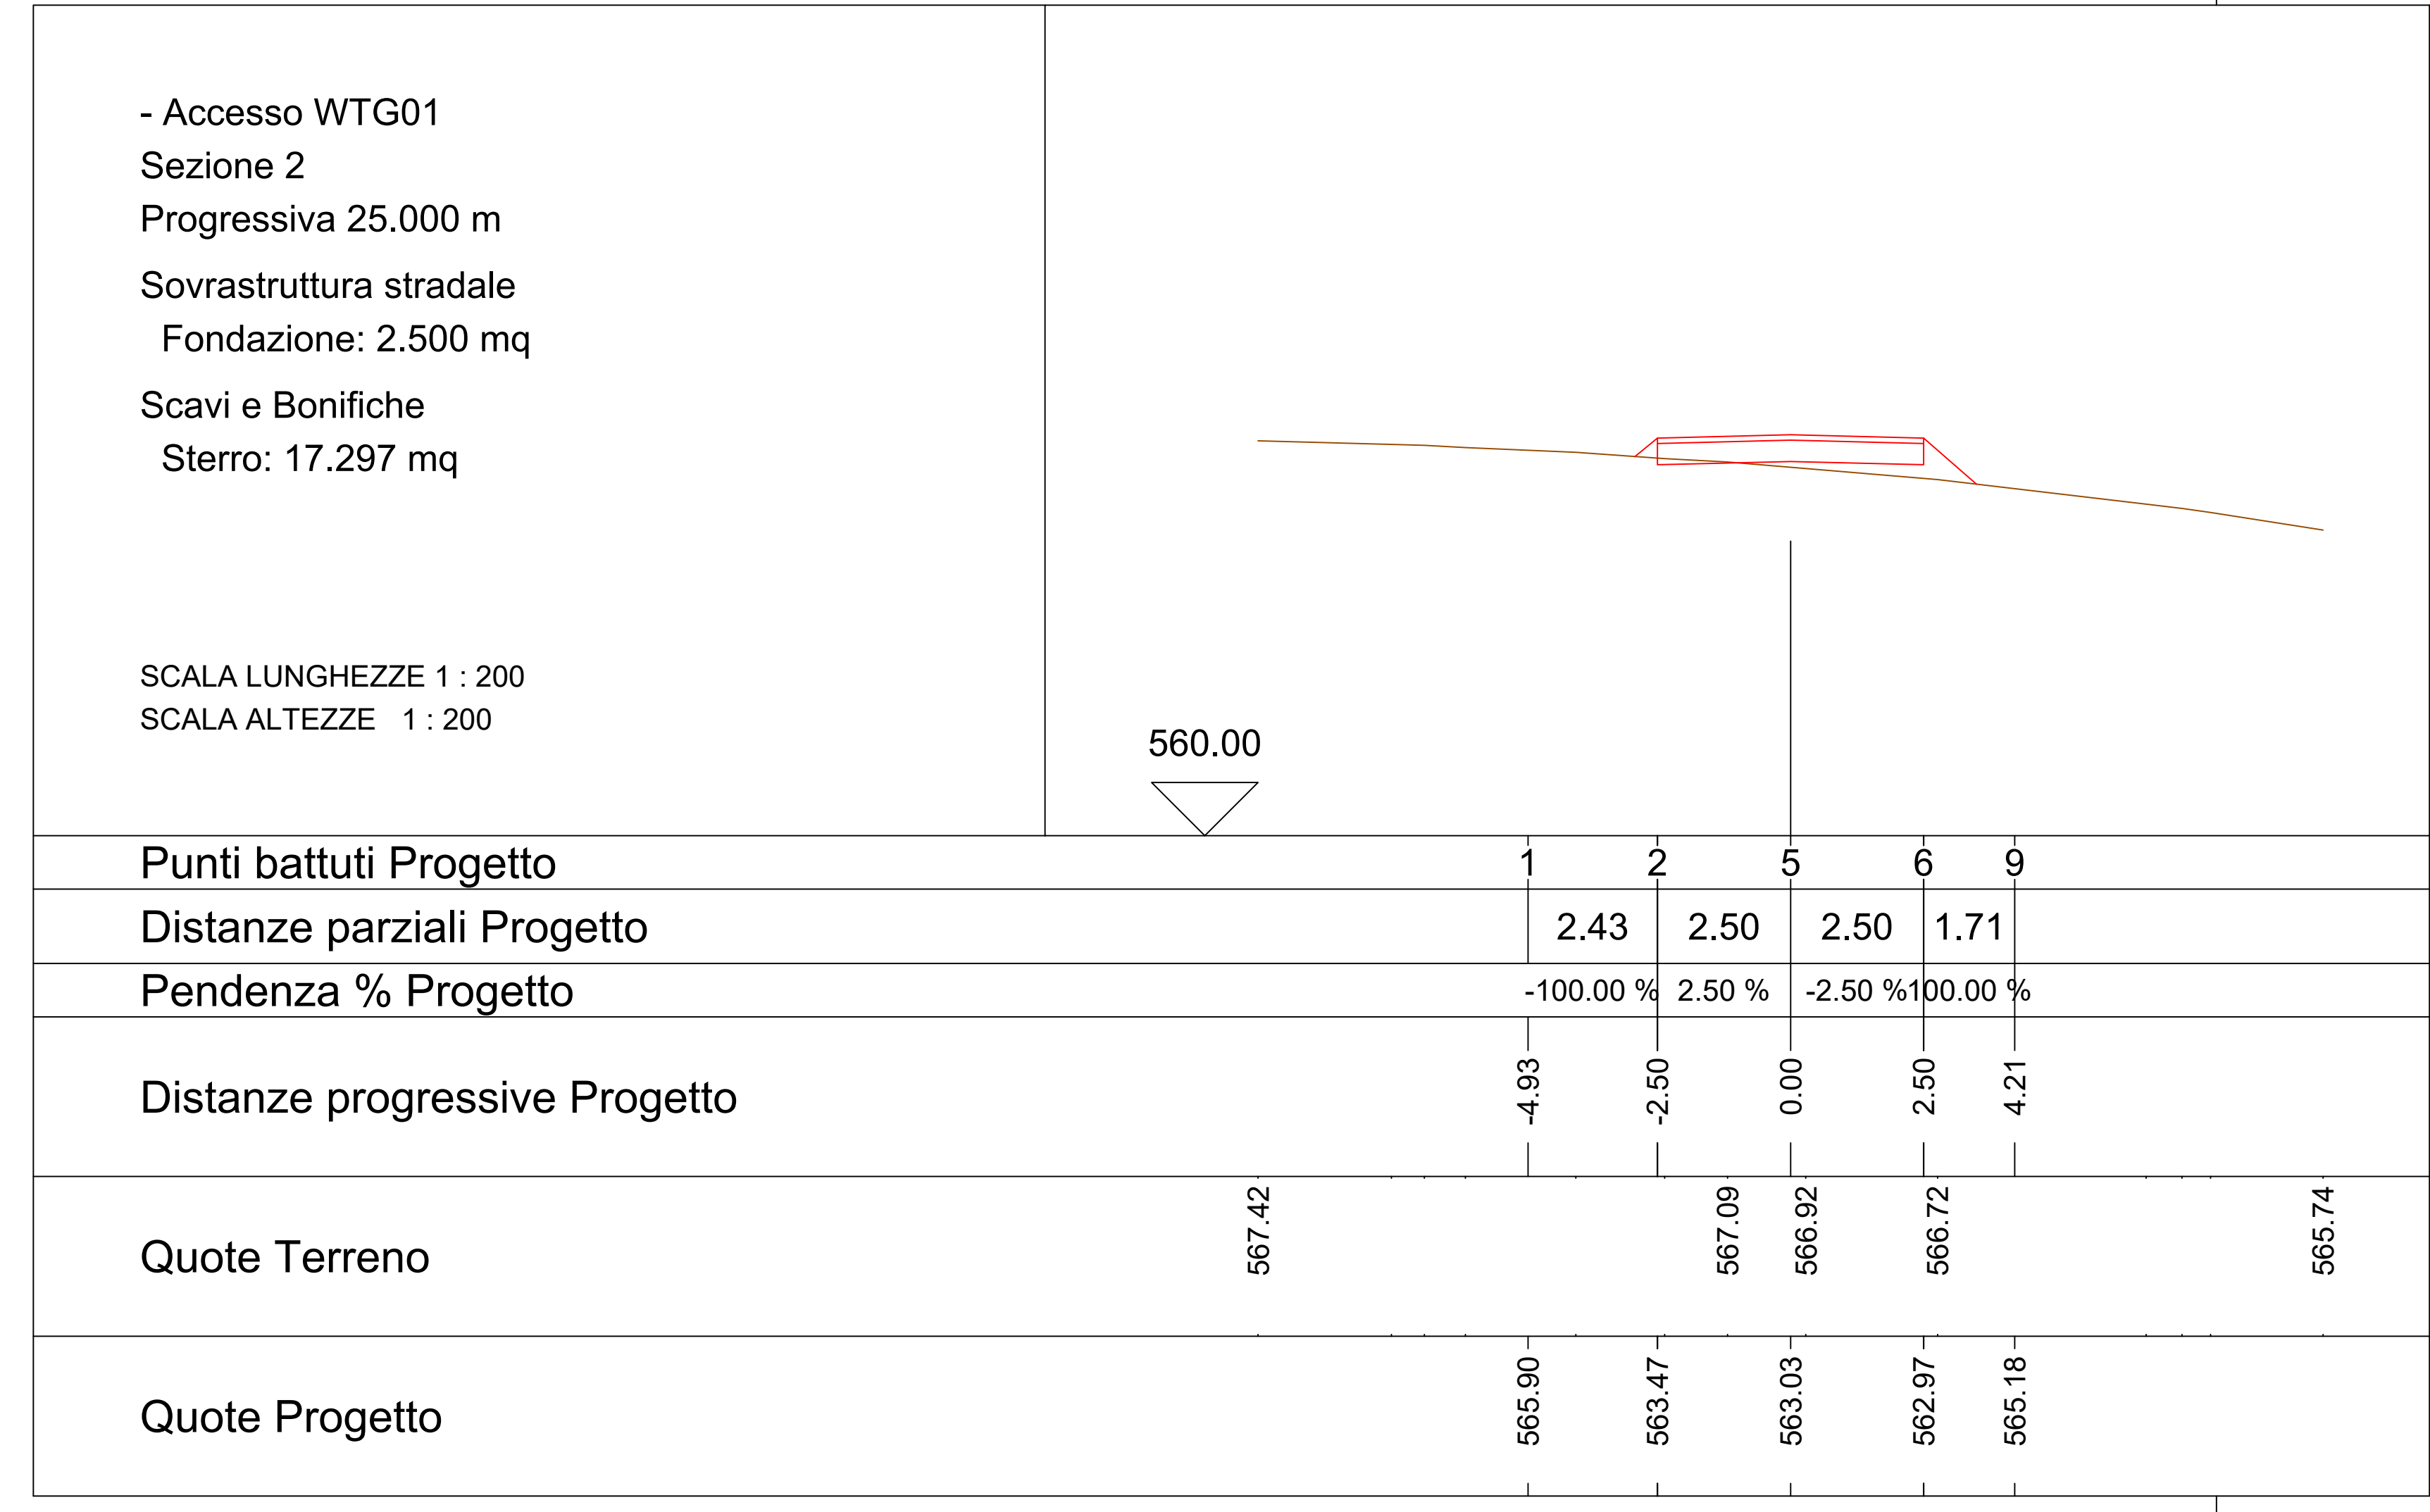 - Accesso WTG01
Sezione 2
Progressiva 25.000 m
Sovrastruttura stradale
Fondazione: 2.500 mq
Scavi e Bonifiche
Sterro: 17.297 mq
SCALA LUNGHEZZE 1 : 200
SCALA ALTEZZE 1 : 200
560.00
Punti battuti Progetto 1 2 5 6 9
Distanze parziali Progetto 2.43 2.50 2.50 1.71
Pendenza % Progetto -100.00 % 2.50 % -2.50 % 100.00 %
Distanze progressive Progetto -4.93 -2.50 0.00 2.50 4.21
Quote Terreno 567.42 567.09 566.92 566.72 565.74
Quote Progetto 565.90 563.47 563.03 562.97 565.18